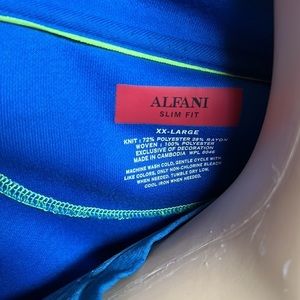 ALFANI
SLIM FIT
XX-LARGE
KNIT : 72% POLYESTER 28% RAYON
WOVEN : 100% POLYESTER
EXCLUSIVE OF DECORATION
MADE IN CAMBODIA WPL 8046
MACHINE WASH COLD, GENTLE CYCLE WITH
LIKE COLORS, ONLY NON-CHLORINE BLEACH
WHEN NEEDED. TUMBLE DRY LOW,
COOL IRON WHEN NEEDED.